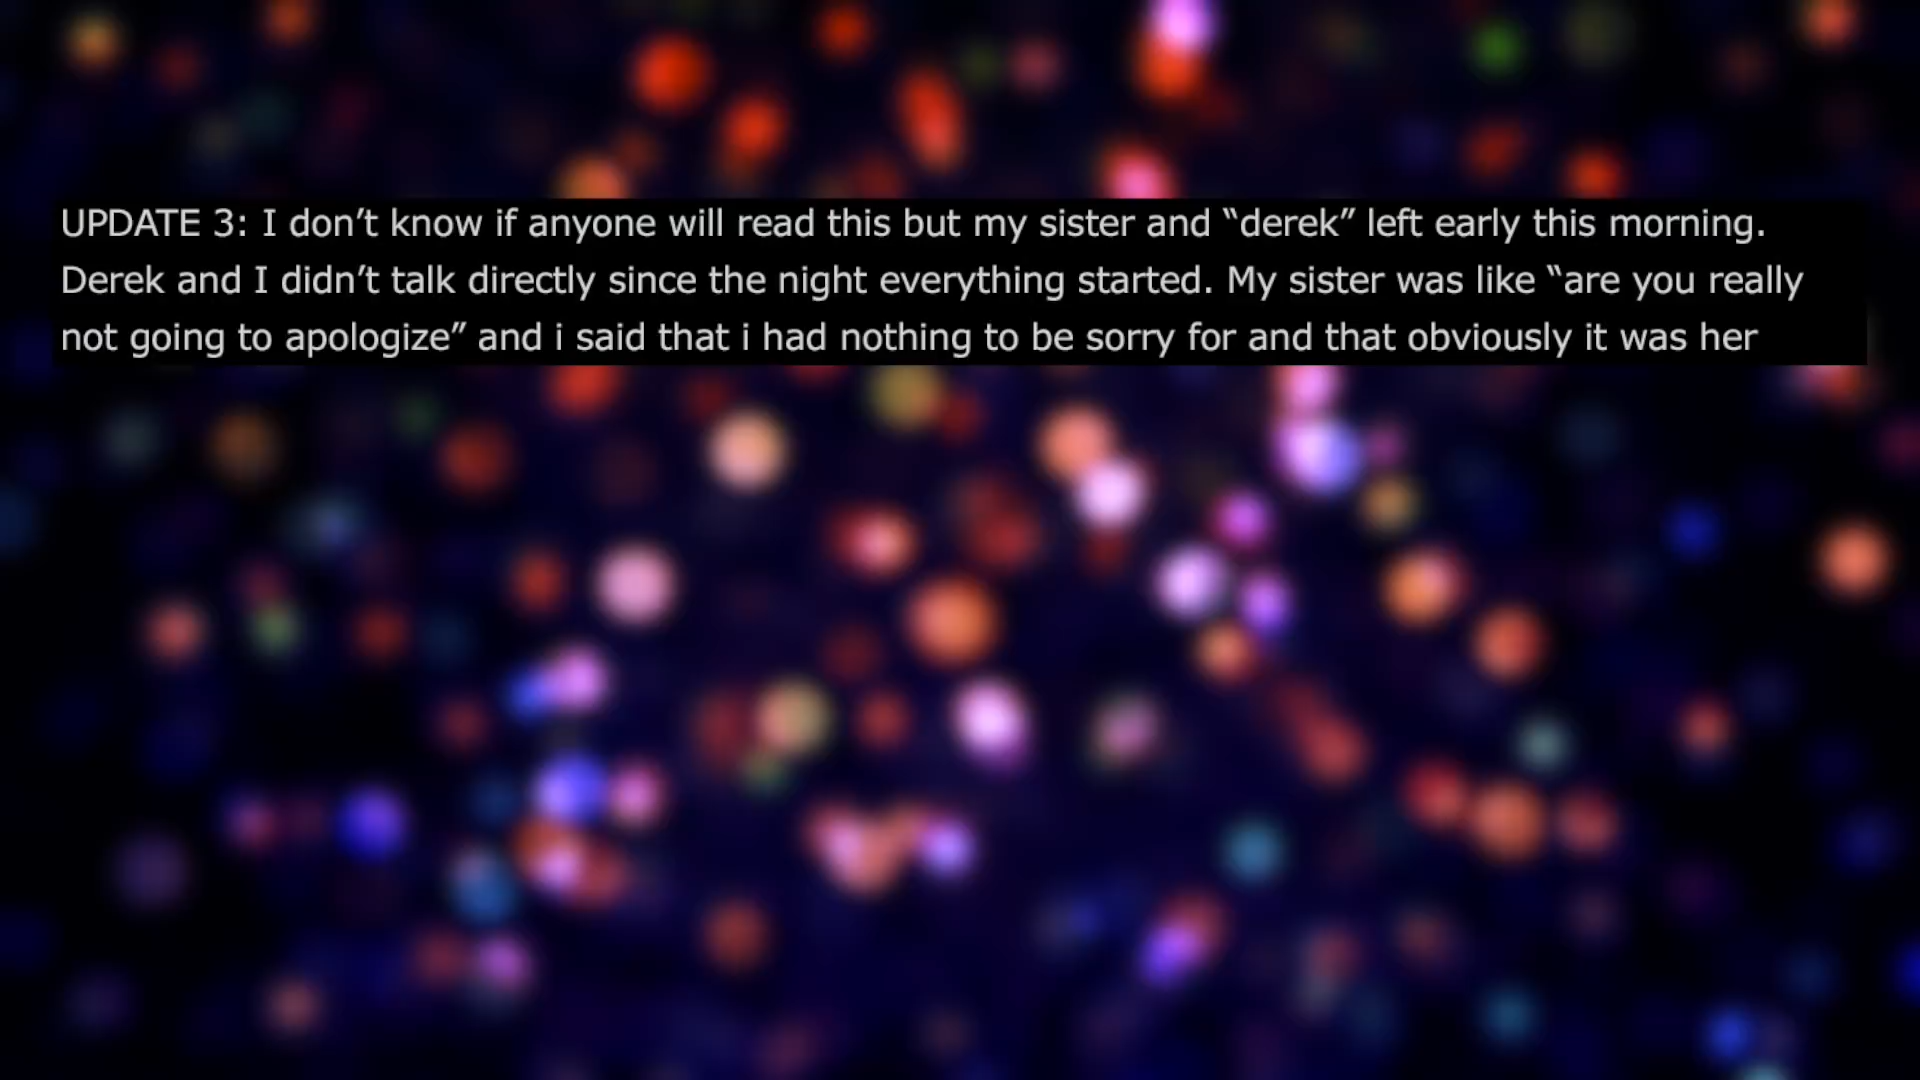 UPDATE 3: I don’t know if anyone will read this but my sister and “derek” left early this morning.
Derek and I didn’t talk directly since the night everything started. My sister was like “are you really
not going to apologize” and i said that i had nothing to be sorry for and that obviously it was her